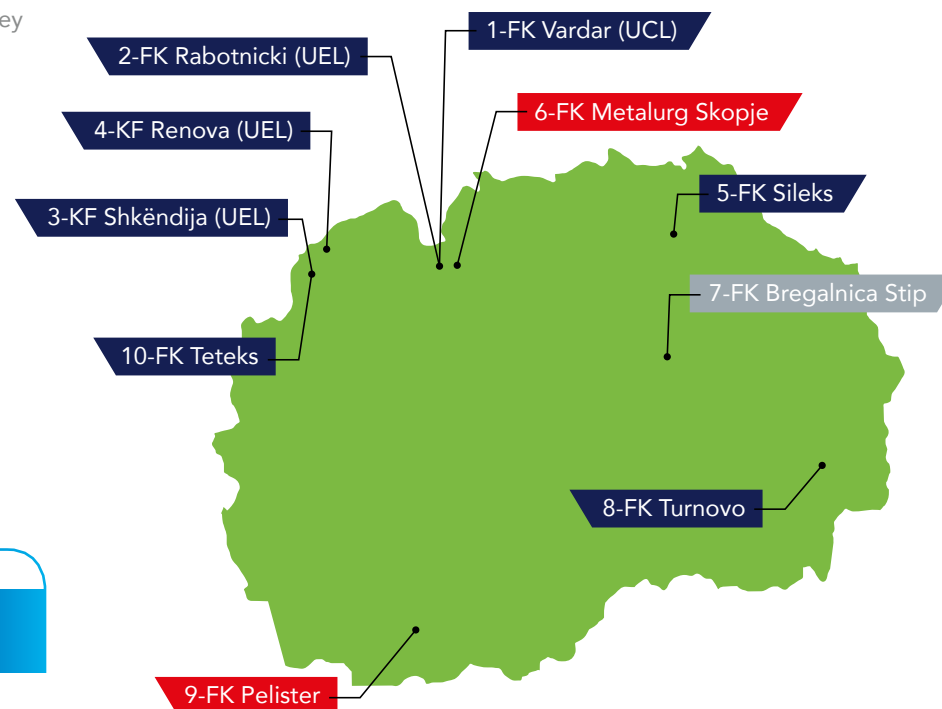 ey
1-FK Vardar (UCL)
2-FK Rabotnicki (UEL)
6-FK Metalurg Skopje
4-KF Renova (UEL)
5-FK Sileks
3-KF Shkëndija (UEL)
7-FK Bregalnica Stip
10-FK Teteks
8-FK Turnovo
9-FK Pelister